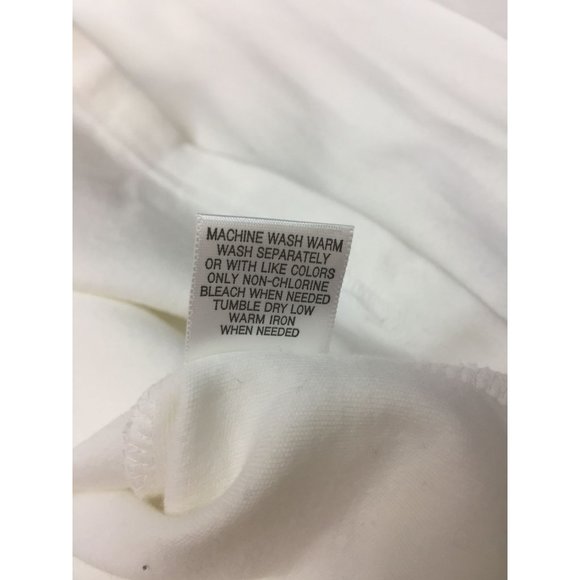 MACHINE WASH WARM
WASH SEPARATELY
OR WITH LIKE COLORS
ONLY NON-CHLORINE
BLEACH WHEN NEEDED
TUMBLE DRY LOW
WARM IRON
WHEN NEEDED